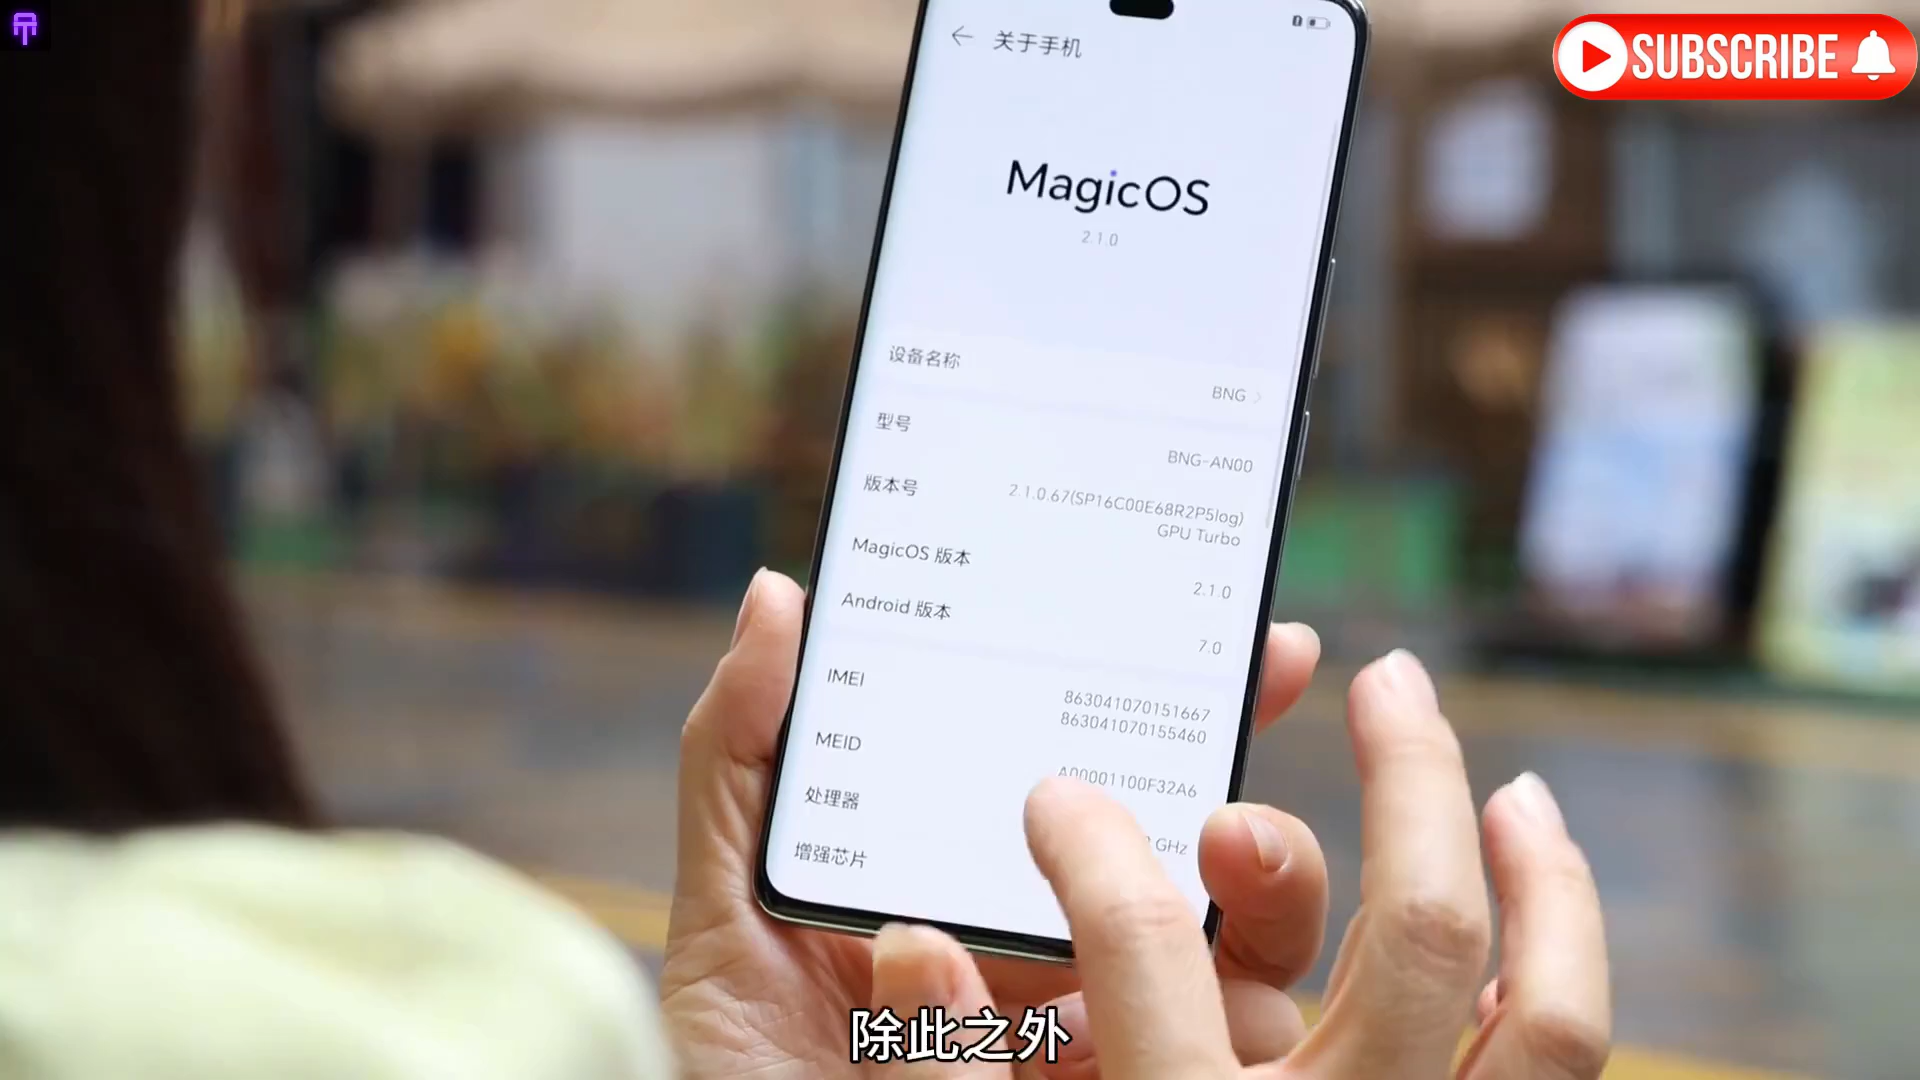 SUBSCRIBE
关于手机
MagicOS
2.1.0
设备名称
BNG
型号
BNG-AN00
版本号
2.1.0.67(SP16C00E68R2P5log)
GPU Turbo
MagicOS 版本
2.1.0
Android 版本
7.0
IMEI
863041070151667
863041070155460
MEID
A00001100F32A6
处理器
GHz
增强芯片
除此之外